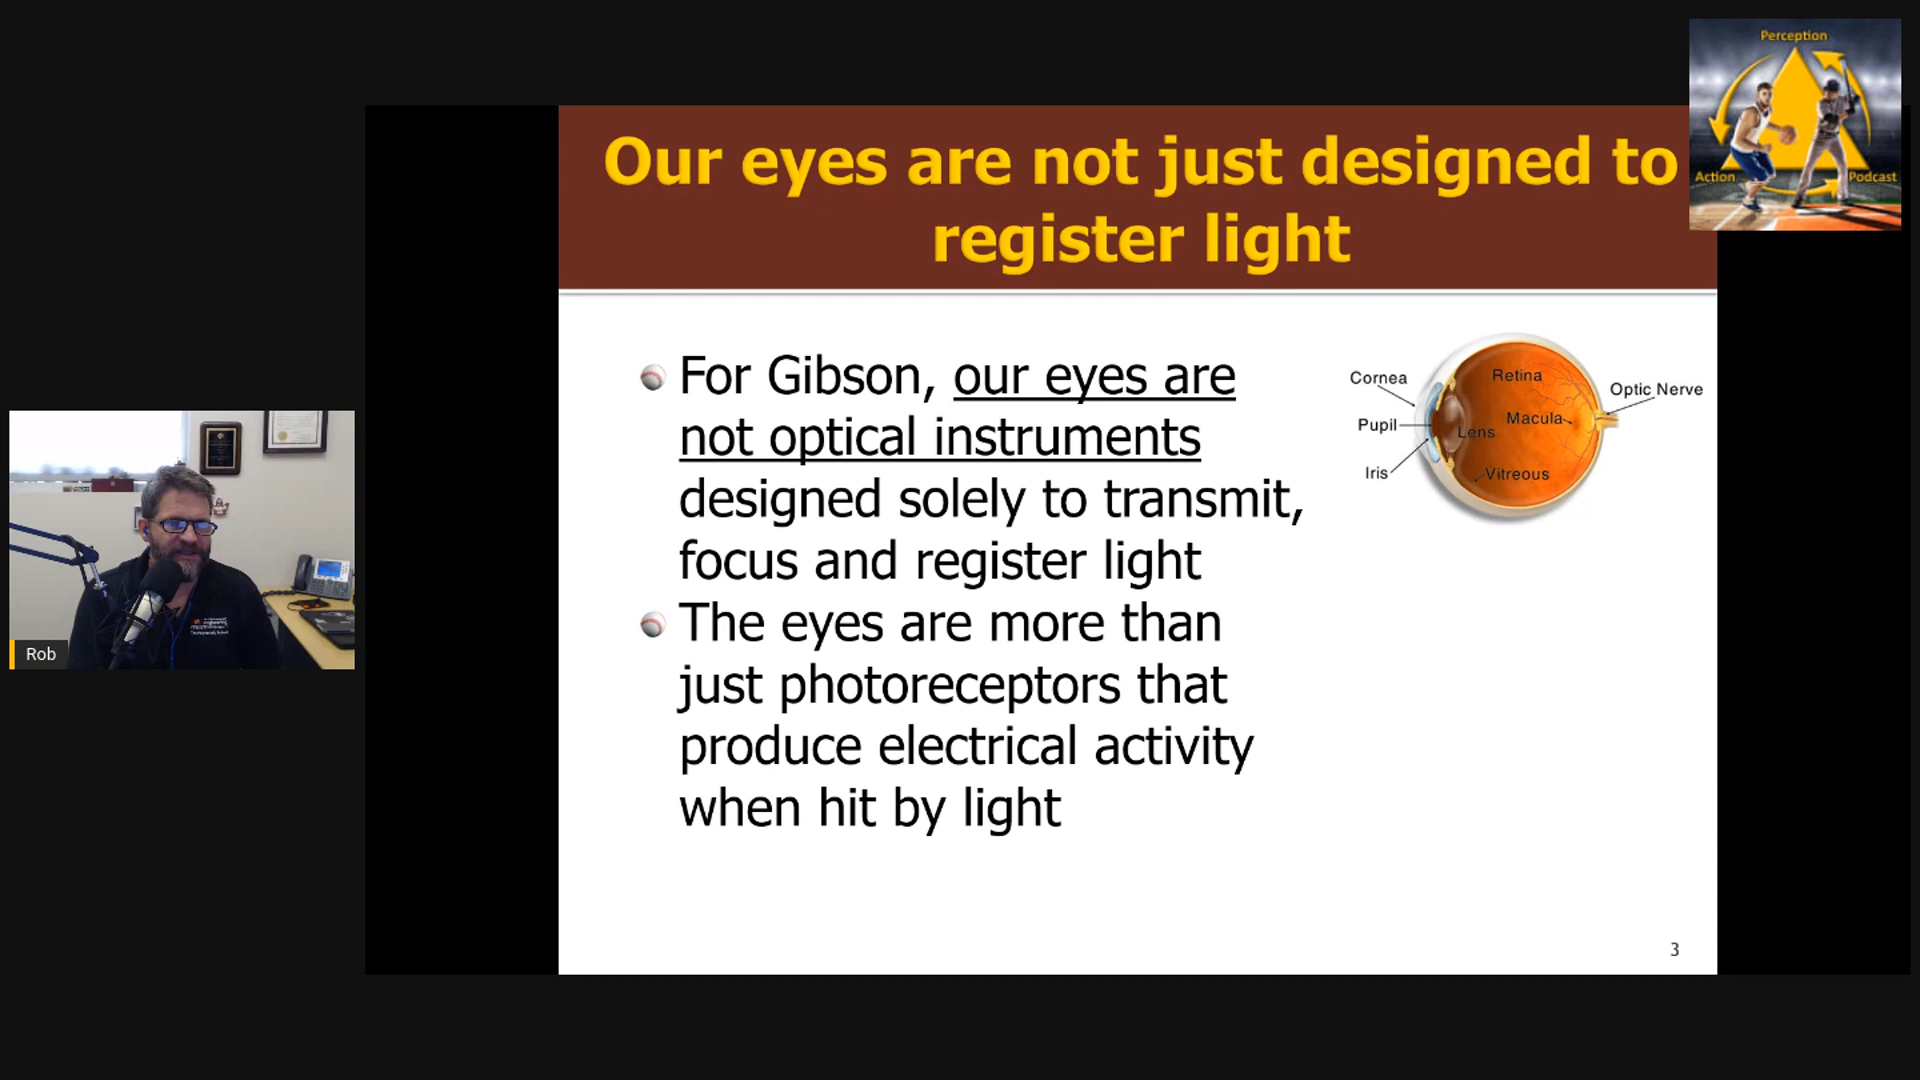 Perception
Action
Podcast
Our eyes are not just designed to
register light
For Gibson, our eyes are
not optical instruments
designed solely to transmit,
focus and register light
The eyes are more than
just photoreceptors that
produce electrical activity
when hit by light
Cornea
Pupil
Iris
Retina
Macula
Lens
Vitreous
Optic Nerve
Rob
3